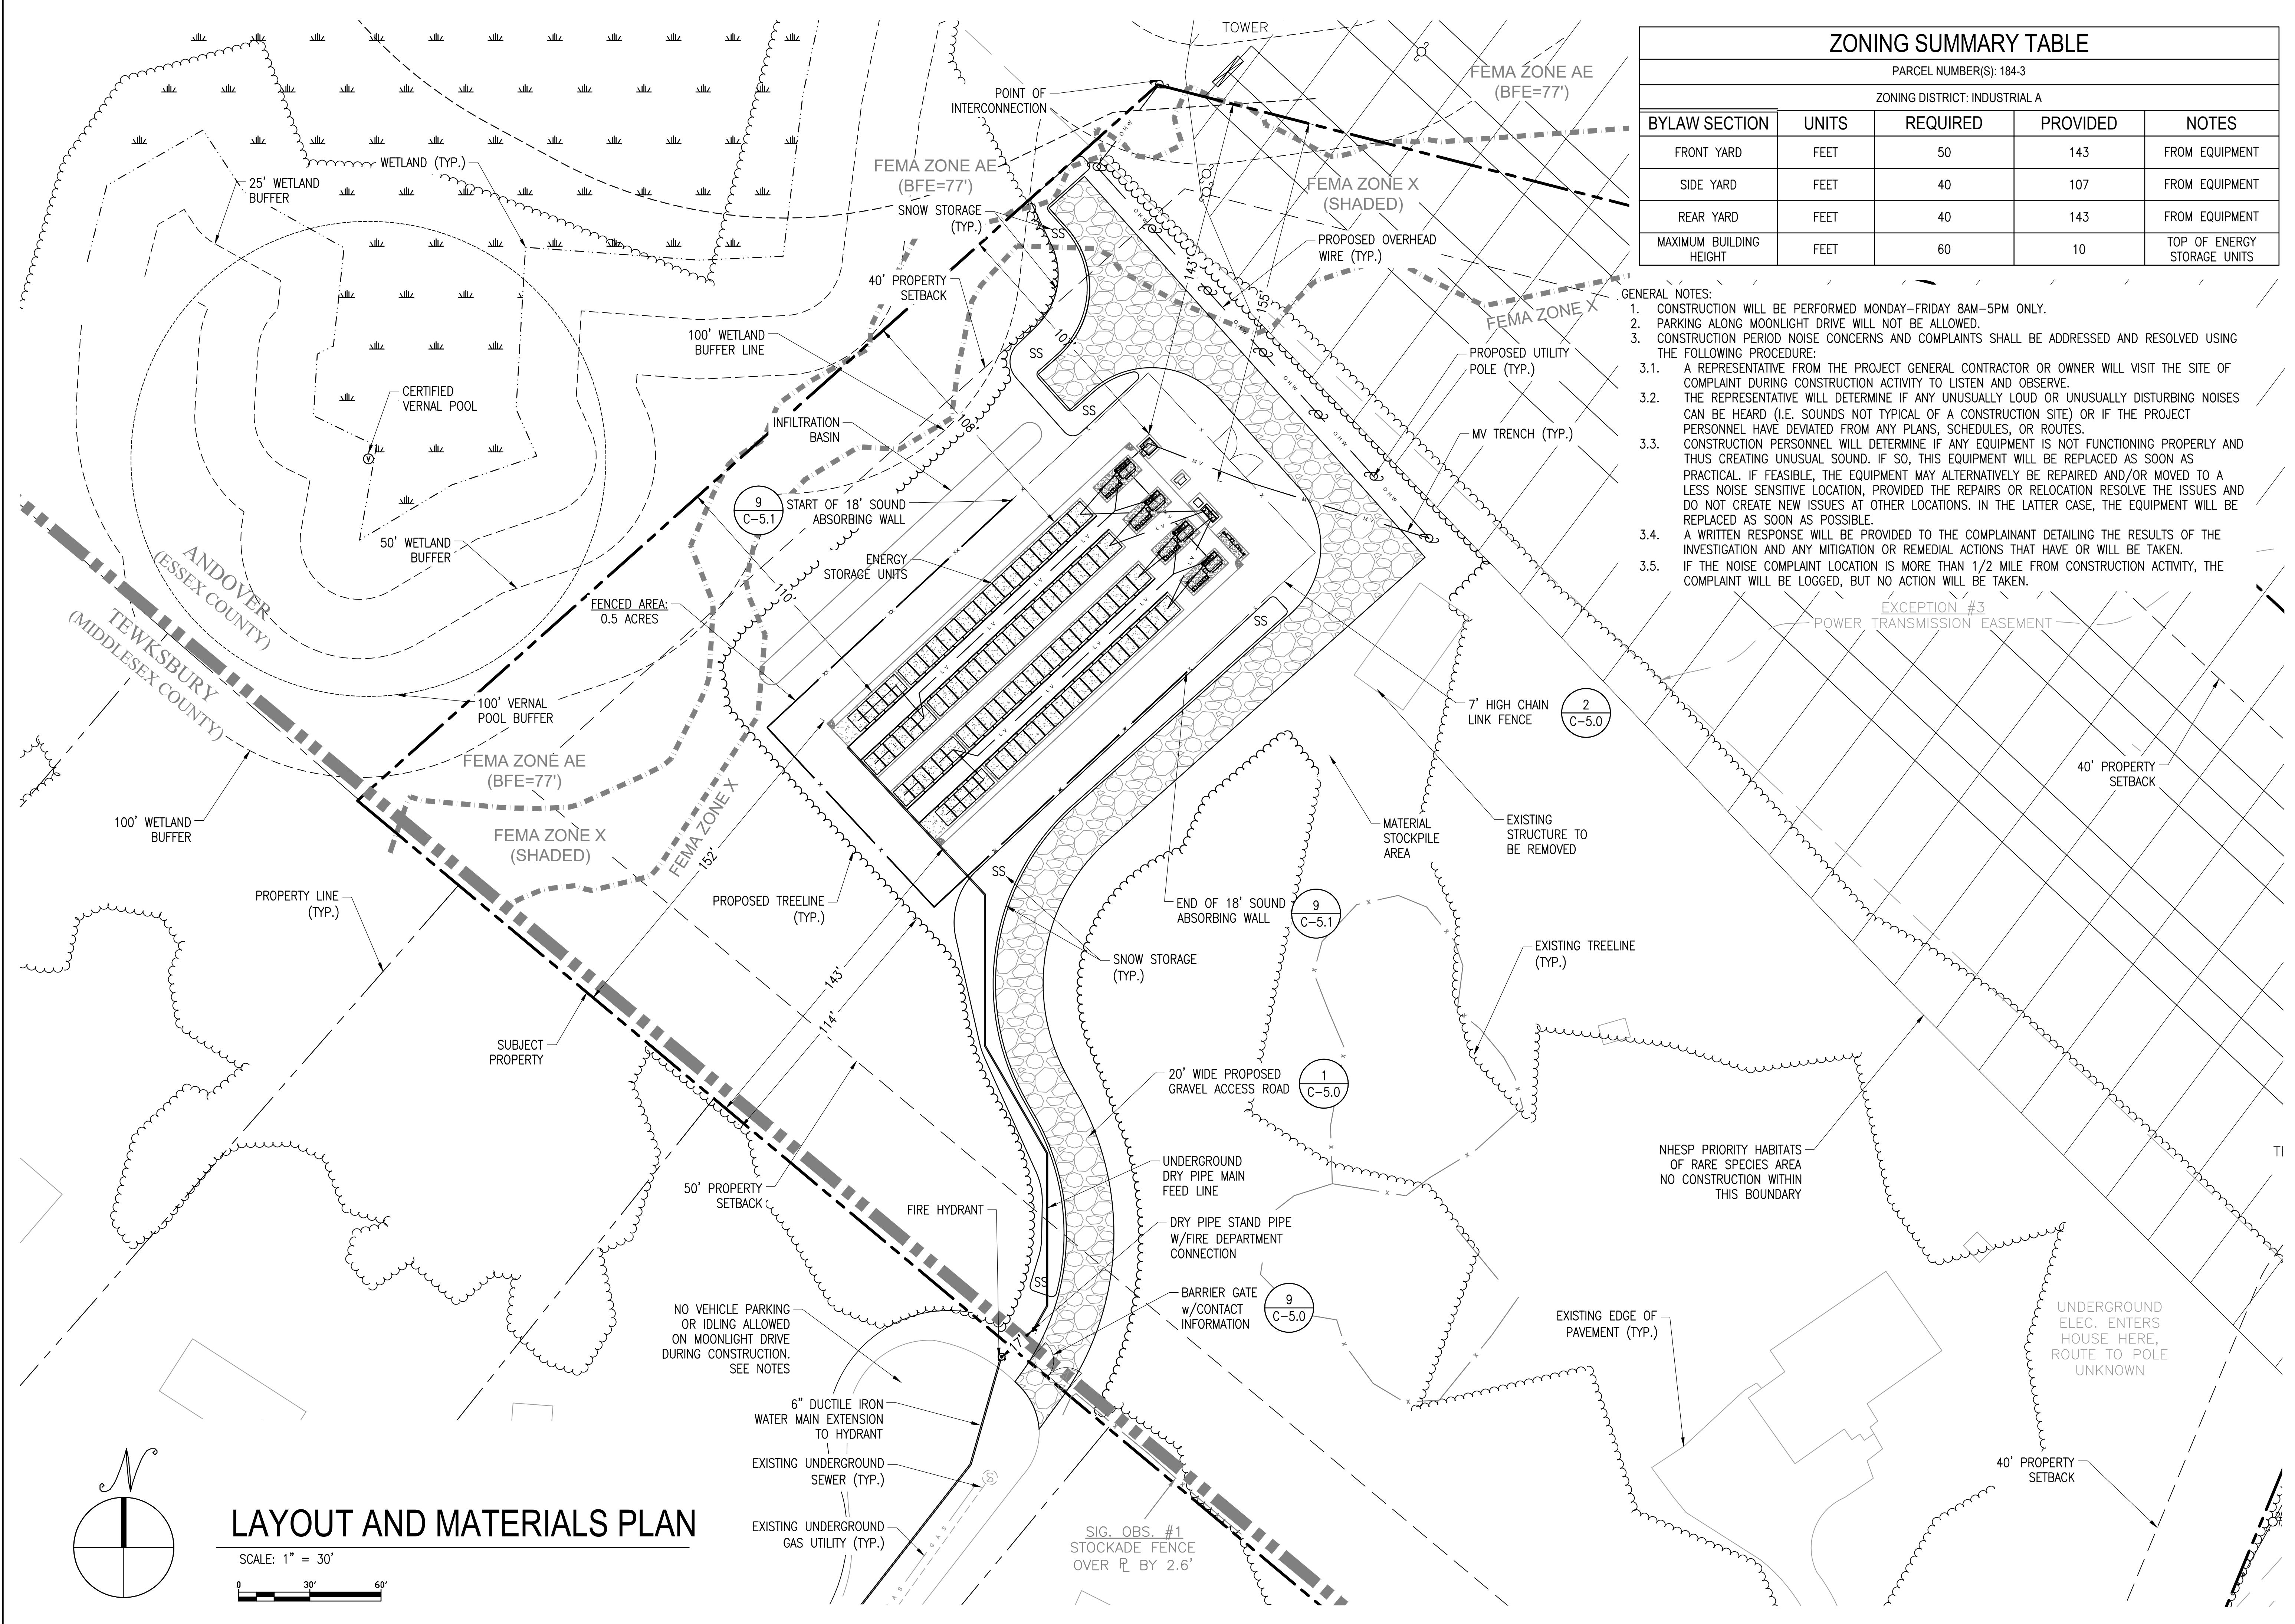 TOWER
POINT OF
INTERCONNECTION
FEMA ZONE AE
(BFE=77')
FEMA ZONE AE
(BFE=77')
WETLAND (TYP.)
25' WETLAND
BUFFER
SNOW STORAGE
(TYP.)
FEMA ZONE X
(SHADED)
PROPOSED OVERHEAD
WIRE (TYP.)
40' PROPERTY
SETBACK
100' WETLAND
BUFFER LINE
FEMA ZONE X
PROPOSED UTILITY
POLE (TYP.)
CERTIFIED
VERNAL POOL
INFILTRATION
BASIN
MV TRENCH (TYP.)
9
C-5.1
START OF 18' SOUND
ABSORBING WALL
50' WETLAND
BUFFER
ENERGY
STORAGE UNITS
FENCED AREA:
0.5 ACRES
ANDOVER
(ESSEX COUNTY)
TEWKSBURY
(MIDDLESEX COUNTY)
100' VERNAL
POOL BUFFER
7' HIGH CHAIN
LINK FENCE
2
C-5.0
FEMA ZONE AE
(BFE=77')
100' WETLAND
BUFFER
FEMA ZONE X
(SHADED)
FEMA ZONE X
MATERIAL
STOCKPILE
AREA
EXISTING
STRUCTURE TO
BE REMOVED
PROPERTY LINE
(TYP.)
PROPOSED TREELINE
(TYP.)
END OF 18' SOUND
ABSORBING WALL
9
C-5.1
SNOW STORAGE
(TYP.)
EXISTING TREELINE
(TYP.)
SUBJECT
PROPERTY
20' WIDE PROPOSED
GRAVEL ACCESS ROAD
1
C-5.0
50' PROPERTY
SETBACK
UNDERGROUND
DRY PIPE MAIN
FEED LINE
FIRE HYDRANT
DRY PIPE STAND PIPE
W/FIRE DEPARTMENT
CONNECTION
BARRIER GATE
w/CONTACT
INFORMATION
9
C-5.0
NO VEHICLE PARKING
OR IDLING ALLOWED
ON MOONLIGHT DRIVE
DURING CONSTRUCTION.
SEE NOTES
6" DUCTILE IRON
WATER MAIN EXTENSION
TO HYDRANT
EXISTING UNDERGROUND
SEWER (TYP.)
EXISTING UNDERGROUND
GAS UTILITY (TYP.)
SIG. OBS. #1
STOCKADE FENCE
OVER PL BY 2.6'
NHESP PRIORITY HABITATS
OF RARE SPECIES AREA
NO CONSTRUCTION WITHIN
THIS BOUNDARY
EXISTING EDGE OF
PAVEMENT (TYP.)
UNDERGROUND
ELEC. ENTERS
HOUSE HERE,
ROUTE TO POLE
UNKNOWN
40' PROPERTY
SETBACK
40' PROPERTY
SETBACK
EXCEPTION #3
POWER TRANSMISSION EASEMENT
143'
155'
107'
108'
110'
152'
143'
114'
17'
SS
SS
SS
SS
SS
SS
OHW
OHW
OHW
OHW
OHW
OHW
MV
MV
MV
LV
LV
LV
LV
LV
LV
GAS
S
ZONING SUMMARY TABLE
PARCEL NUMBER(S): 184-3
ZONING DISTRICT: INDUSTRIAL A
BYLAW SECTION UNITS REQUIRED PROVIDED NOTES
FRONT YARD FEET 50 143 FROM EQUIPMENT
SIDE YARD FEET 40 107 FROM EQUIPMENT
REAR YARD FEET 40 143 FROM EQUIPMENT
MAXIMUM BUILDING HEIGHT FEET 60 10 TOP OF ENERGY STORAGE UNITS
GENERAL NOTES:
1. CONSTRUCTION WILL BE PERFORMED MONDAY-FRIDAY 8AM-5PM ONLY.
2. PARKING ALONG MOONLIGHT DRIVE WILL NOT BE ALLOWED.
3. CONSTRUCTION PERIOD NOISE CONCERNS AND COMPLAINTS SHALL BE ADDRESSED AND RESOLVED USING
THE FOLLOWING PROCEDURE:
3.1. A REPRESENTATIVE FROM THE PROJECT GENERAL CONTRACTOR OR OWNER WILL VISIT THE SITE OF
COMPLAINT DURING CONSTRUCTION ACTIVITY TO LISTEN AND OBSERVE.
3.2. THE REPRESENTATIVE WILL DETERMINE IF ANY UNUSUALLY LOUD OR UNUSUALLY DISTURBING NOISES
CAN BE HEARD (I.E. SOUNDS NOT TYPICAL OF A CONSTRUCTION SITE) OR IF THE PROJECT
PERSONNEL HAVE DEVIATED FROM ANY PLANS, SCHEDULES, OR ROUTES.
3.3. CONSTRUCTION PERSONNEL WILL DETERMINE IF ANY EQUIPMENT IS NOT FUNCTIONING PROPERLY AND
THUS CREATING UNUSUAL SOUND. IF SO, THIS EQUIPMENT WILL BE REPLACED AS SOON AS
PRACTICAL. IF FEASIBLE, THE EQUIPMENT MAY ALTERNATIVELY BE REPAIRED AND/OR MOVED TO A
LESS NOISE SENSITIVE LOCATION, PROVIDED THE REPAIRS OR RELOCATION RESOLVE THE ISSUES AND
DO NOT CREATE NEW ISSUES AT OTHER LOCATIONS. IN THE LATTER CASE, THE EQUIPMENT WILL BE
REPLACED AS SOON AS POSSIBLE.
3.4. A WRITTEN RESPONSE WILL BE PROVIDED TO THE COMPLAINANT DETAILING THE RESULTS OF THE
INVESTIGATION AND ANY MITIGATION OR REMEDIAL ACTIONS THAT HAVE OR WILL BE TAKEN.
3.5. IF THE NOISE COMPLAINT LOCATION IS MORE THAN 1/2 MILE FROM CONSTRUCTION ACTIVITY, THE
COMPLAINT WILL BE LOGGED, BUT NO ACTION WILL BE TAKEN.
N
LAYOUT AND MATERIALS PLAN
SCALE: 1" = 30'
0 30' 60'